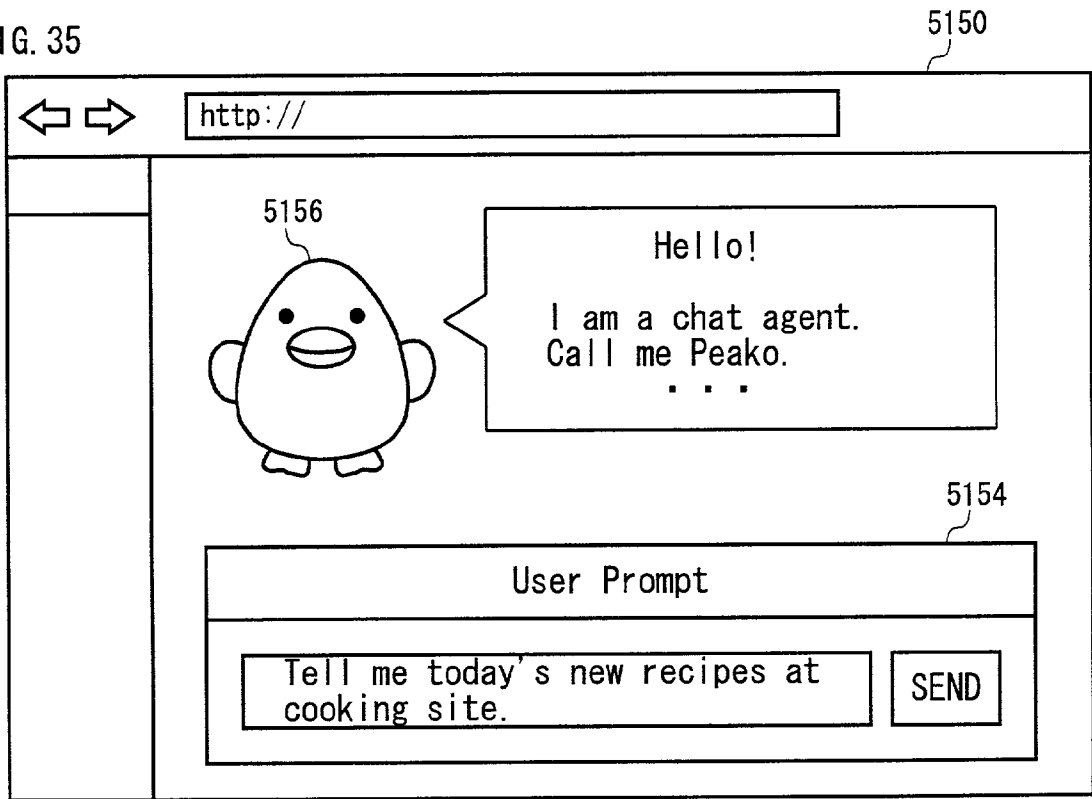 IG. 35
5150
http://
5156
Hello!
I am a chat agent.
Call me Peako.
. . .
5154
User Prompt
Tell me today's new recipes at
cooking site.
SEND